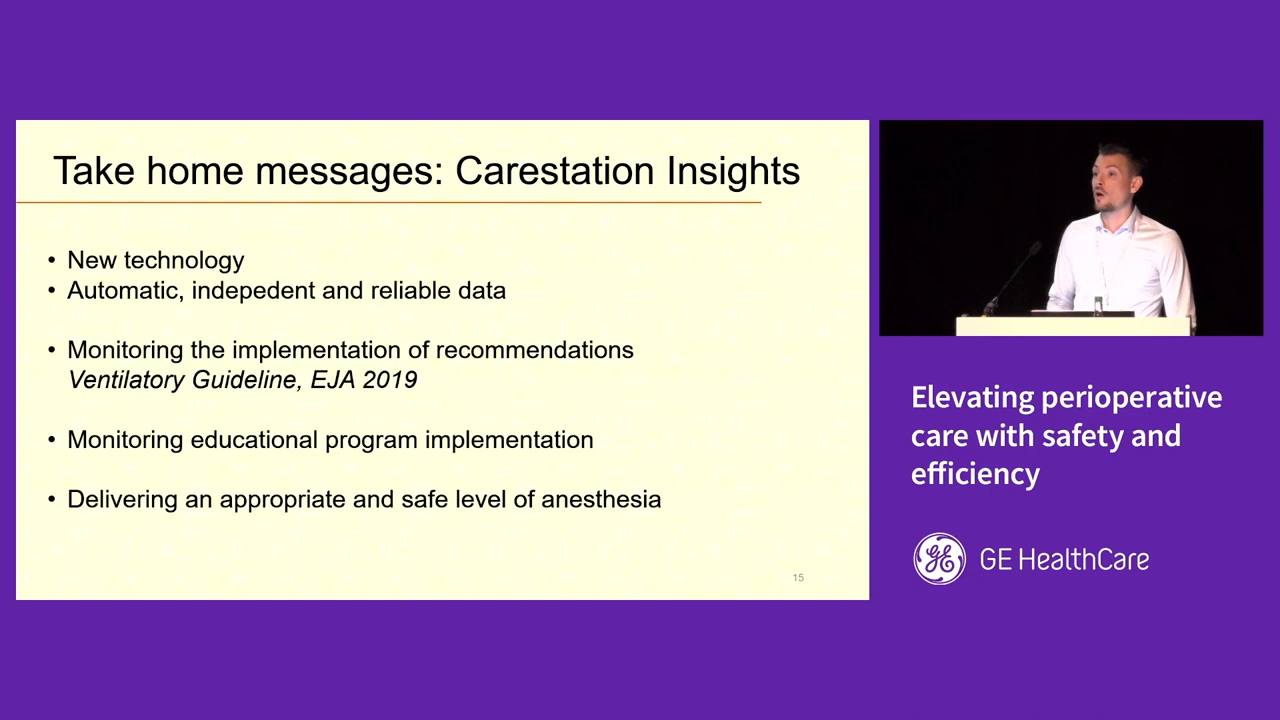 Take home messages: Carestation Insights
• New technology
• Automatic, indepedent and reliable data
• Monitoring the implementation of recommendations
Ventilatory Guideline, EJA 2019
• Monitoring educational program implementation
• Delivering an appropriate and safe level of anesthesia
15
Elevating perioperative
care with safety and
efficiency
GE HealthCare